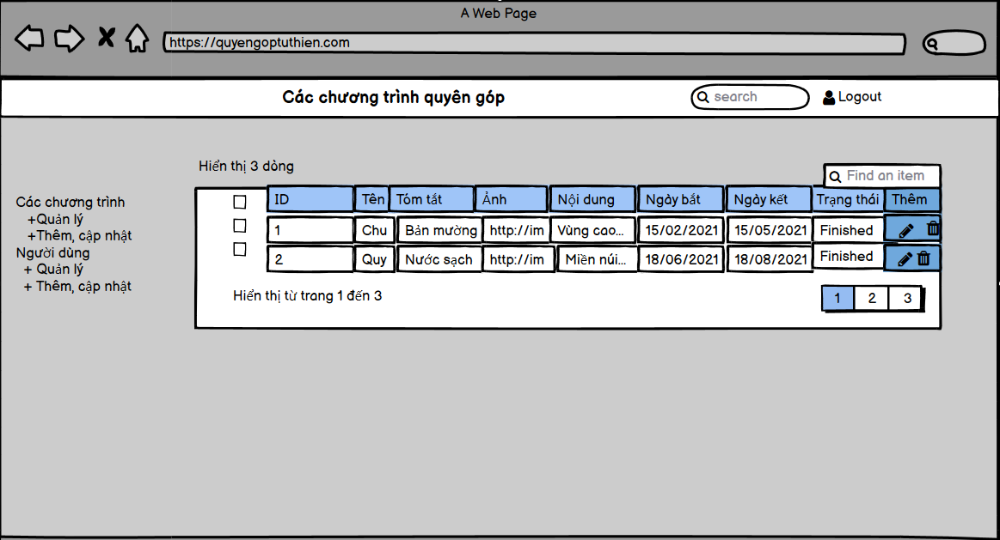 A Web Page
https://quyengoptuthien.com
Các chương trình quyên góp
search
Logout
Hiển thị 3 dòng
Find an item
Các chương trình
+Quản lý
+Thêm, cập nhật
Người dùng
+ Quản lý
+ Thêm, cập nhật
ID Tên Tóm tắt Ảnh Nội dung Ngày bắt Ngày kết Trạng thái Thêm
1 Chu Bản mường http://im Vùng cao... 15/02/2021 15/05/2021 Finished
2 Quy Nước sạch http://im Miền núi... 18/06/2021 18/08/2021 Finished
Hiển thị từ trang 1 đến 3
1 2 3